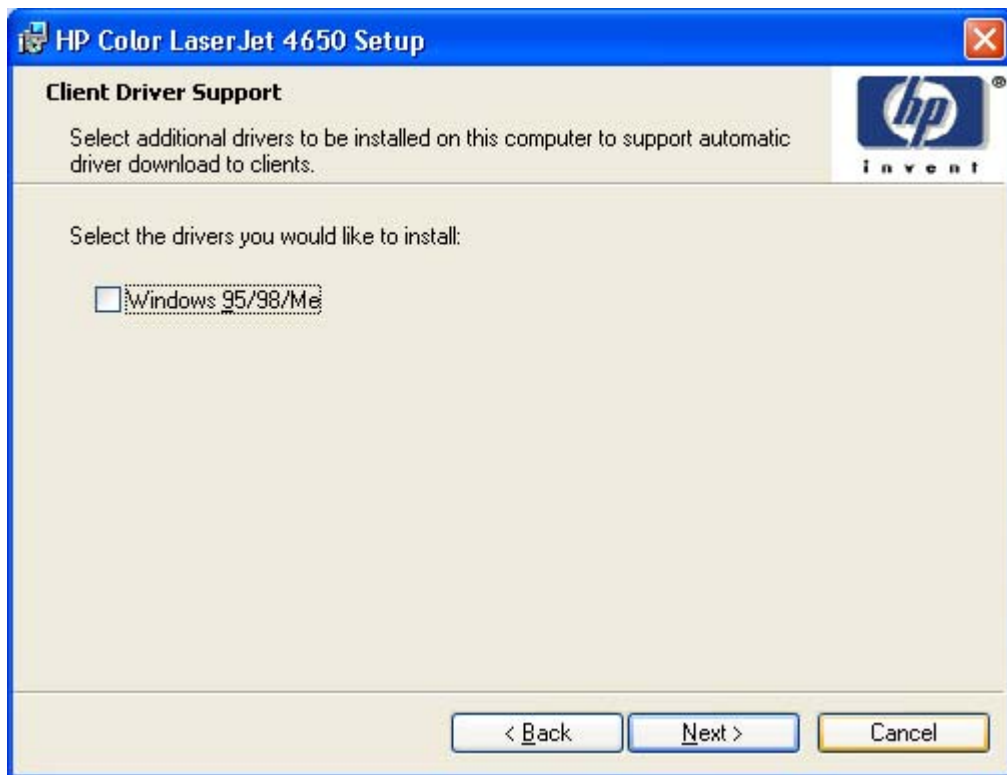 HP Color LaserJet 4650 Setup
Client Driver Support
Select additional drivers to be installed on this computer to support automatic
driver download to clients.
hp
®
invent
Select the drivers you would like to install:
Windows 95/98/Me
< Back
Next >
Cancel